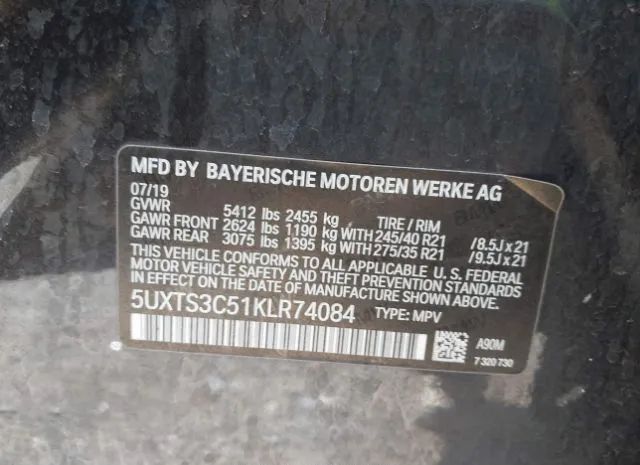 MFD BY BAYERISCHE MOTOREN WERKE AG
07/19
GVWR 5412 lbs 2455 kg TIRE / RIM
GAWR FRONT 2624 lbs 1190 kg WITH 245/40 R21 /8.5J x 21
GAWR REAR 3075 lbs 1395 kg WITH 275/35 R21 /9.5J x 21
THIS VEHICLE CONFORMS TO ALL APPLICABLE U. S. FEDERAL
MOTOR VEHICLE SAFETY, BUMPER, AND THEFT PREVENTION STANDARDS
IN EFFECT ON THE DATE OF MANUFACTURE SHOWN ABOVE.
5UXTS3C51KLR74084 TYPE: MPV
A90M
7 320 730